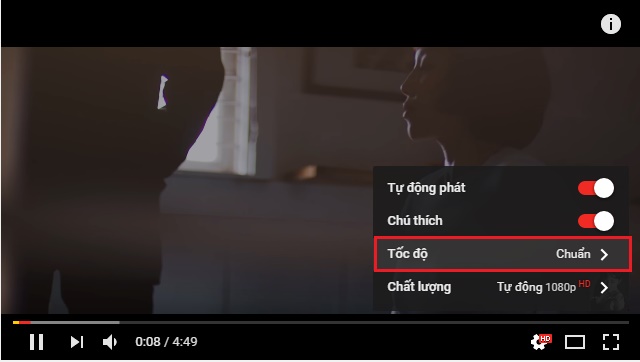 Tự động phát
Chú thích
Tốc độ Chuẩn
Chất lượng Tự động 1080p HD
0:08 / 4:49 HD